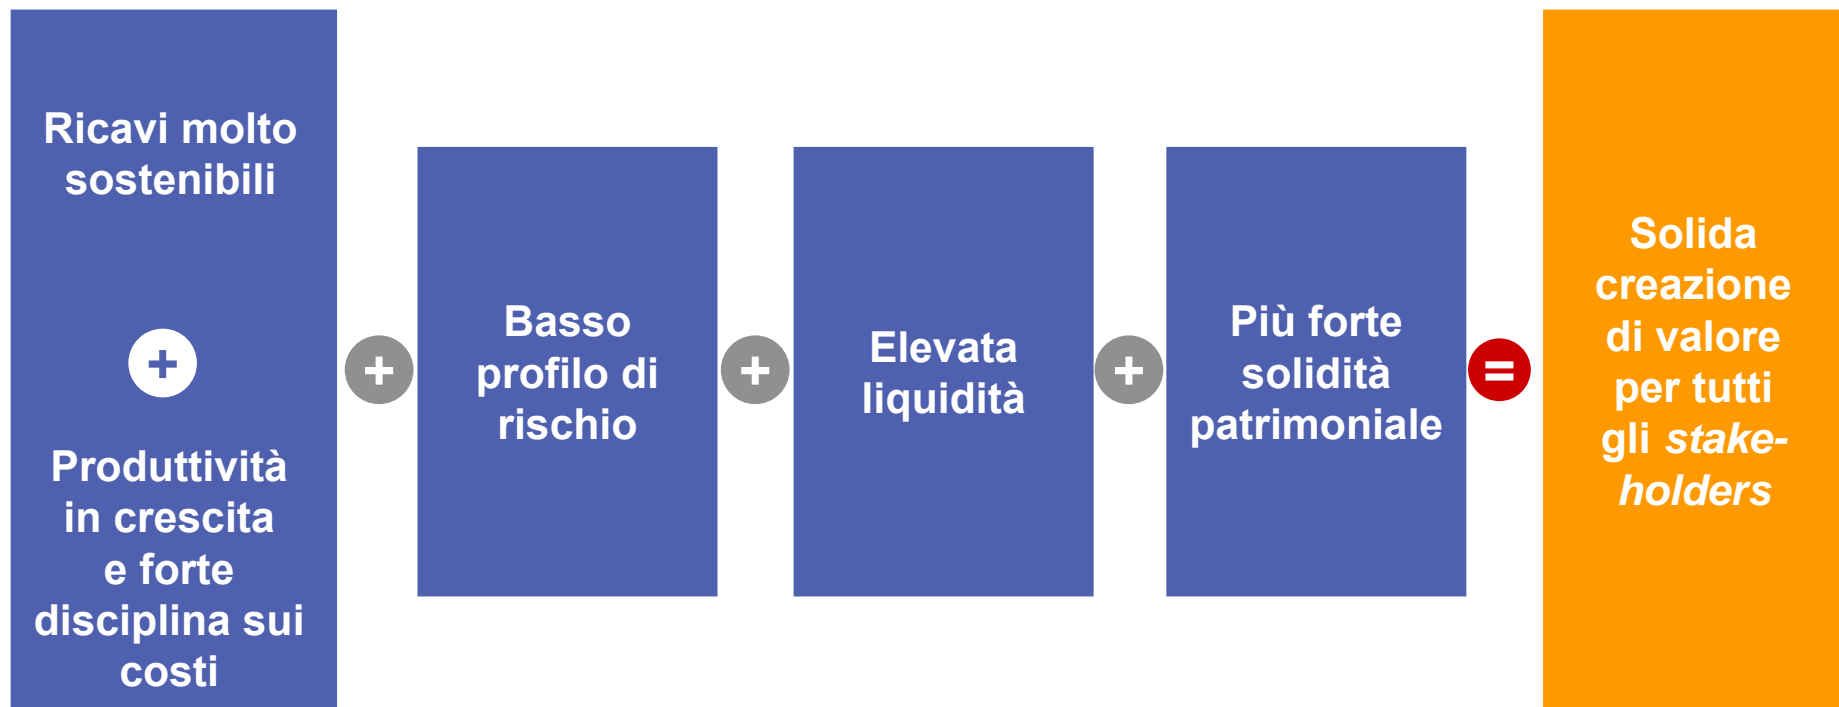 Ricavi molto
sostenibili
+
Produttività
in crescita
e forte
disciplina sui
costi
+
Basso
profilo di
rischio
+
Elevata
liquidità
+
Più forte
solidità
patrimoniale
=
Solida
creazione
di valore
per tutti
gli stake-
holders